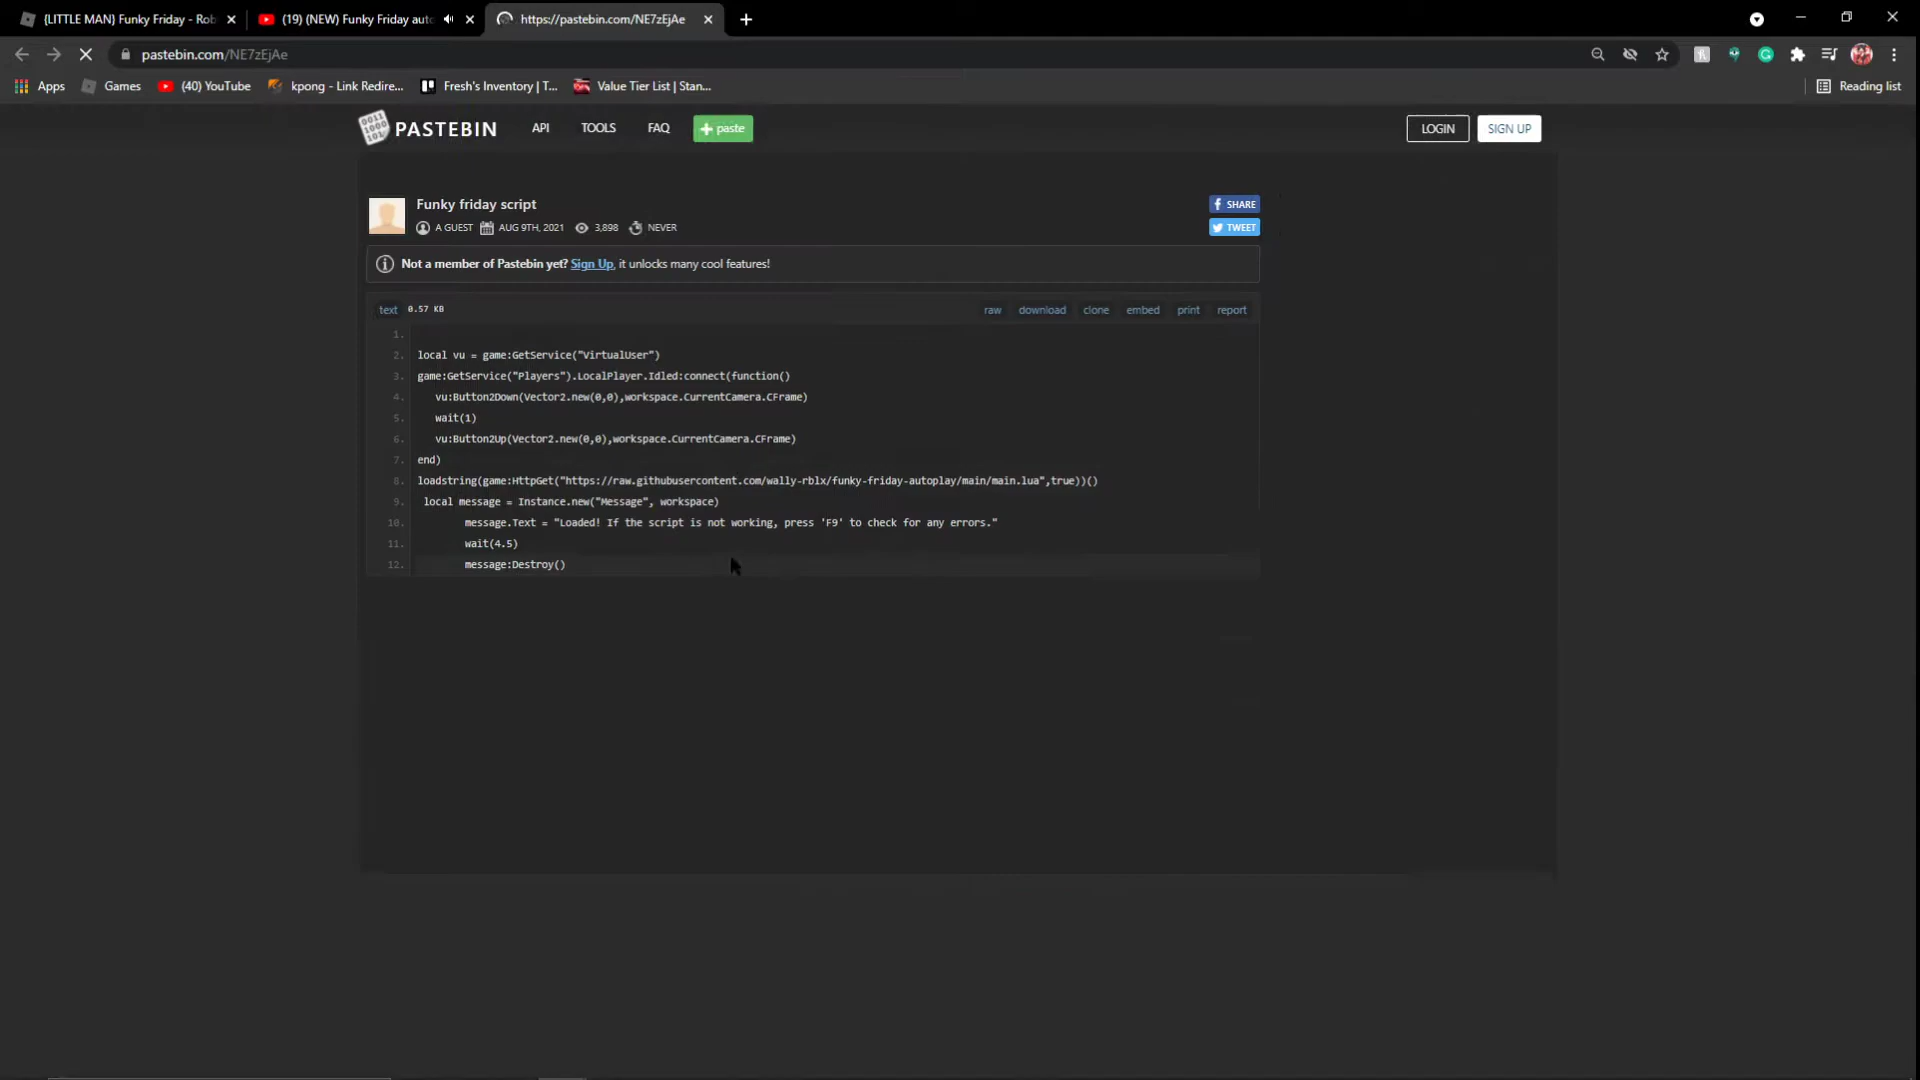 {LITTLE MAN} Funky Friday - Rob
(19) (NEW) Funky Friday aut
https://pastebin.com/NE7zEjAe
pastebin.com/NE7zEjAe
Apps
Games
(40) YouTube
kpong - Link Redire...
Fresh's Inventory | T...
Value Tier List | Stan...
Reading list
PASTEBIN
API
TOOLS
FAQ
+ paste
LOGIN
SIGN UP
Funky friday script
SHARE
A GUEST AUG 9TH, 2021 3,898 NEVER
TWEET
Not a member of Pastebin yet? Sign Up, it unlocks many cool features!
text 0.57 KB
raw download clone embed print report
1.
2. local vu = game:GetService("VirtualUser")
3. game:GetService("Players").LocalPlayer.Idled:connect(function()
4. vu:Button2Down(Vector2.new(0,0),workspace.CurrentCamera.CFrame)
5. wait(1)
6. vu:Button2Up(Vector2.new(0,0),workspace.CurrentCamera.CFrame)
7. end)
8. loadstring(game:HttpGet("https://raw.githubusercontent.com/wally-rblx/funky-friday-autoplay/main/main.lua",true))()
9. local message = Instance.new("Message", workspace)
10. message.Text = "Loaded! If the script is not working, press 'F9' to check for any errors."
11. wait(4.5)
12. message:Destroy()